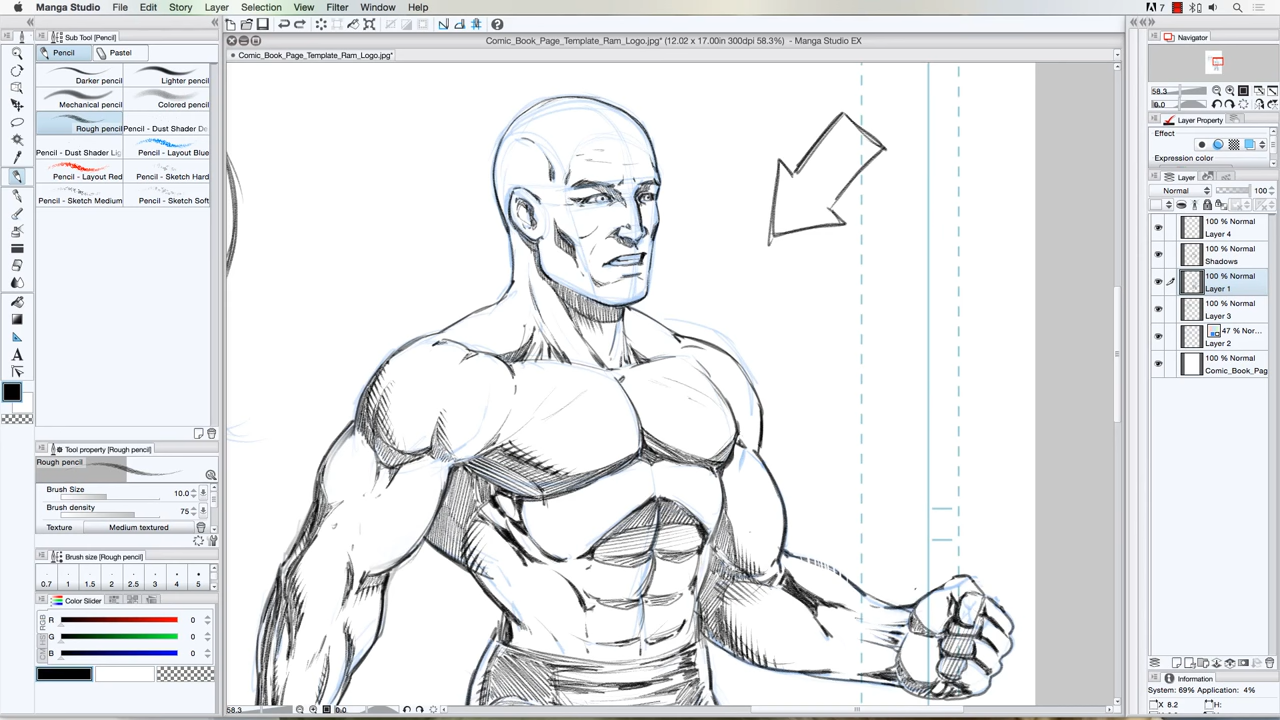 Manga Studio File Edit Story Layer Selection View Filter Window Help
7
Comic_Book_Page_Template_Ram_Logo.jpg* (12.02 x 17.00in 300dpi 58.3%) - Manga Studio EX
Comic_Book_Page_Template_Ram_Logo.jpg*
Sub Tool [Pencil]
Pencil Pastel
Darker pencil Lighter pencil
Mechanical pencil Colored pencil
Rough pencil Pencil - Dust Shader De
Pencil - Dust Shader Lig Pencil - Layout Blue
Pencil - Layout Red Pencil - Sketch Hard
Pencil - Sketch Medium Pencil - Sketch Soft
Tool property [Rough pencil]
Rough pencil
Brush Size 10.0
Brush density 75
Texture Medium textured
Brush size [Rough pencil]
0.7 1 1.5 2 2.5 3 4 5
Color Slider
RGB
R 0
G 0
B 0
58.3 0.0
Navigator
58.3
0.0
Layer Property
Effect
Expression color
Layer
Normal 100
100 % Normal
Layer 4
100 % Normal
Shadows
100 % Normal
Layer 1
100 % Normal
Layer 3
47 % Nor...
Layer 2
100 % Normal
Comic_Book_Pag
Information
System: 69% Application: 4%
X 8.2